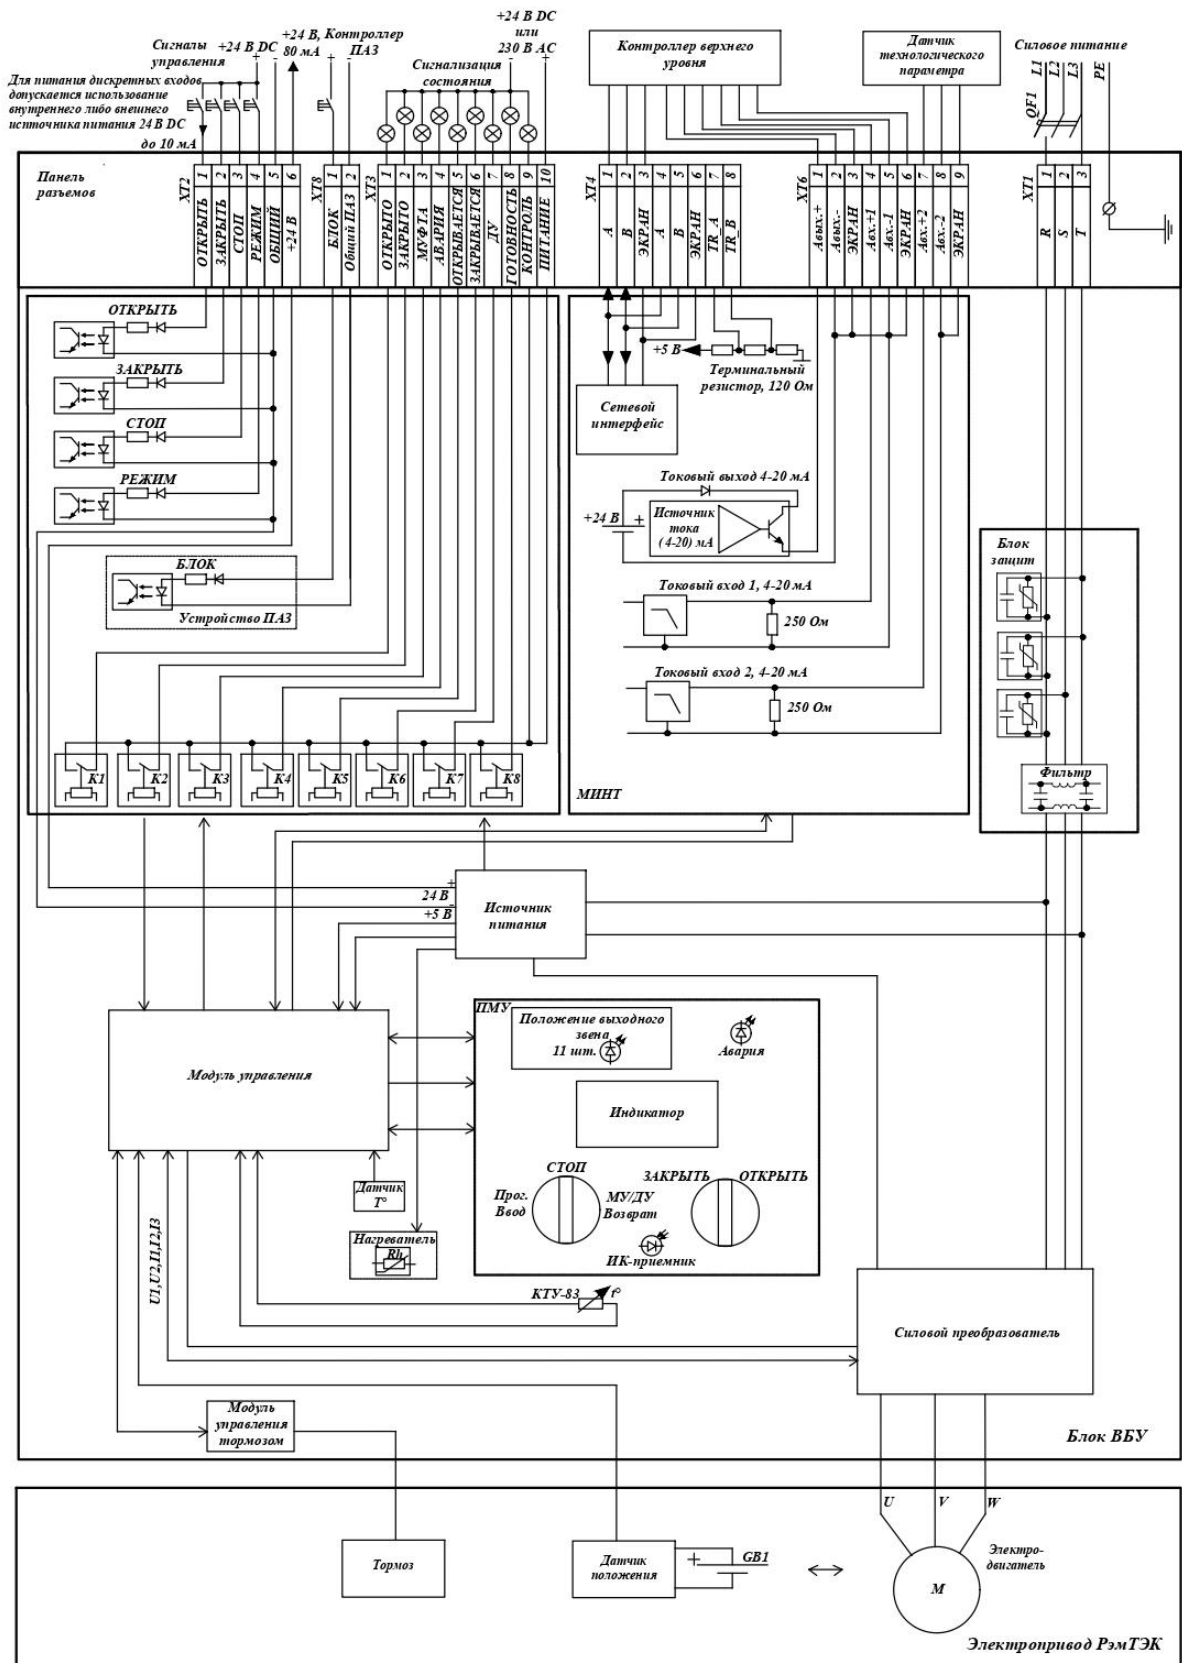 Сигналы
управления
+24 В DC
+
-
+24 В,
80 мА
Контроллер
ПАЗ
+
-
+24 В DC
или
230 В AC
-
+
Сигнализация
состояния
Контроллер верхнего
уровня
Датчик
технологического
параметра
Силовое питание
L1
L2
L3
PE
QF1
Для питания дискретных входов
допускается использование
внутреннего либо внешнего
источника питания 24 В DC
до 10 мА
Панель
разъемов
XT2
1
2
3
4
5
6
ОТКРЫТЬ
ЗАКРЫТЬ
СТОП
РЕЖИМ
ОБЩИЙ
+24 В
XT8
1
2
БЛОК
Общий ПАЗ
XT3
1
2
3
4
5
6
7
8
9
10
ОТКРЫТО
ЗАКРЫТО
МУФТА
АВАРИЯ
ОТКРЫВАЕТСЯ
ЗАКРЫВАЕТСЯ
ДУ
ГОТОВНОСТЬ
КОНТРОЛЬ
ПИТАНИЕ
XT4
1
2
3
4
5
6
7
8
A
B
ЭКРАН
A
B
ЭКРАН
TR_A
TR_B
XT6
1
2
3
4
5
6
7
8
9
Aвых.+
Aвых.-
ЭКРАН
Aвх.+1
Aвх.-1
ЭКРАН
Aвх.+2
Aвх.-2
ЭКРАН
XT1
1
2
3
R
S
T
ОТКРЫТЬ
ЗАКРЫТЬ
СТОП
РЕЖИМ
БЛОК
Устройство ПАЗ
K1
K2
K3
K4
K5
K6
K7
K8
+5 В
Терминальный
резистор, 120 Ом
Сетевой
интерфейс
Токовый выход 4-20 мА
+24 В
+
Источник
тока
(4-20) мА
Токовый вход 1, 4-20 мА
250 Ом
Токовый вход 2, 4-20 мА
250 Ом
МИНТ
Блок
защит
Фильтр
+
24 В
-
+5 В
Источник
питания
Модуль управления
ПМУ
Положение выходного
звена
11 шт.
Авария
Индикатор
СТОП
Прог.
Ввод
МУ/ДУ
Возврат
ЗАКРЫТЬ
ОТКРЫТЬ
ИК-приемник
Датчик
T°
Нагреватель
Rh
U1,U2,I1,I2,I3
КТУ-83
t°
Силовой преобразователь
Модуль
управления
тормозом
Блок ВБУ
U
V
W
Тормоз
Датчик
положения
+
GB1
M
Электро-
двигатель
Электропривод РэмТЭК